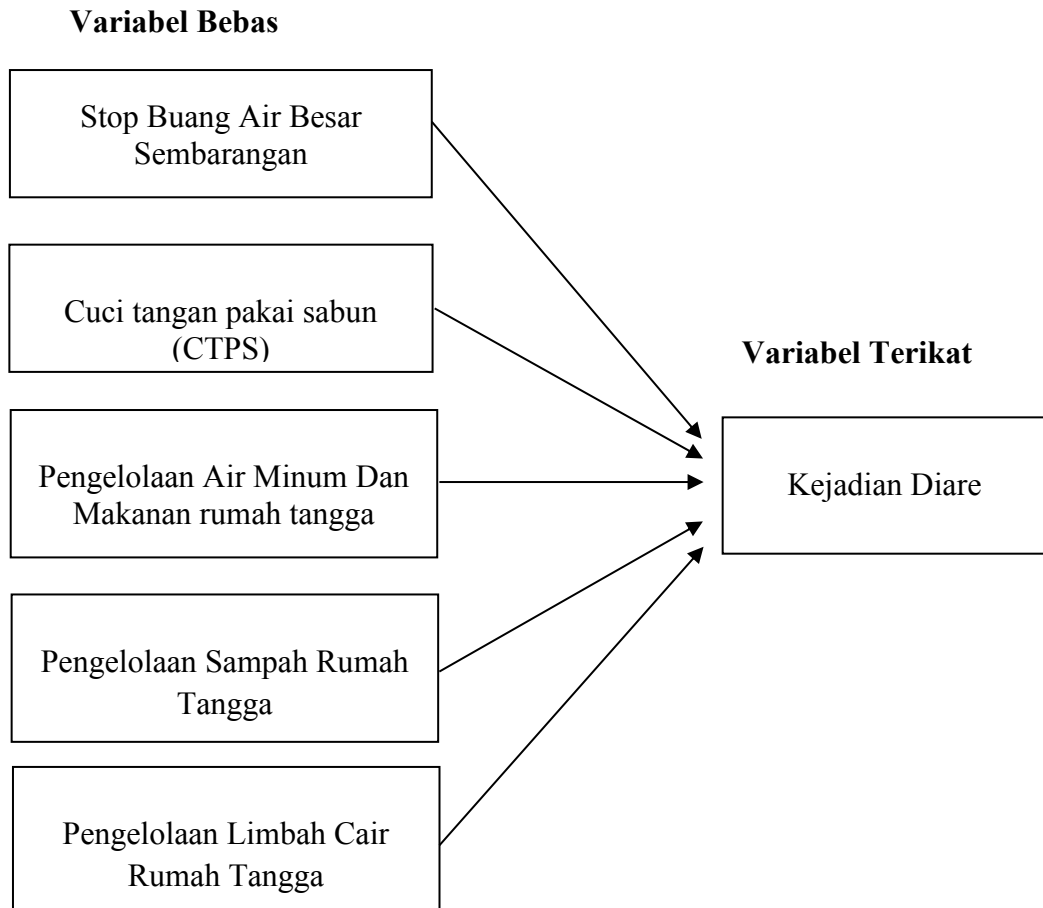 Variabel Bebas
Stop Buang Air Besar
Sembarangan
Cuci tangan pakai sabun
(CTPS)
Variabel Terikat
Pengelolaan Air Minum Dan
Makanan rumah tangga
Kejadian Diare
Pengelolaan Sampah Rumah
Tangga
Pengelolaan Limbah Cair
Rumah Tangga